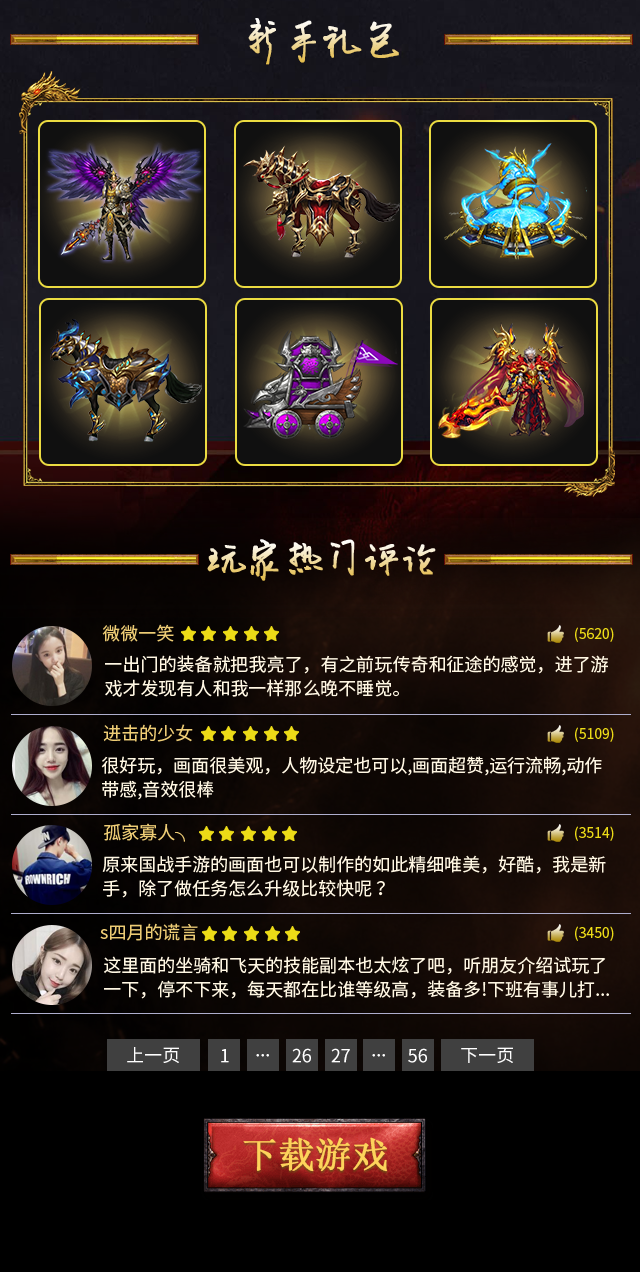 新手礼包
玩家热门评论
微微一笑 (5620)
一出门的装备就把我亮了，有之前玩传奇和征途的感觉，进了游
戏才发现有人和我一样那么晚不睡觉。
进击的少女 (5109)
很好玩，画面很美观，人物设定也可以,画面超赞,运行流畅,动作
带感,音效很棒
孤家寡人ヽ (3514)
原来国战手游的画面也可以制作的如此精细唯美，好酷，我是新
手，除了做任务怎么升级比较快呢？
s四月的谎言 (3450)
这里面的坐骑和飞天的技能副本也太炫了吧，听朋友介绍试玩了
一下，停不下来，每天都在比谁等级高，装备多!下班有事儿打...
上一页 1 ... 26 27 ... 56 下一页
下载游戏
ROWNRICH